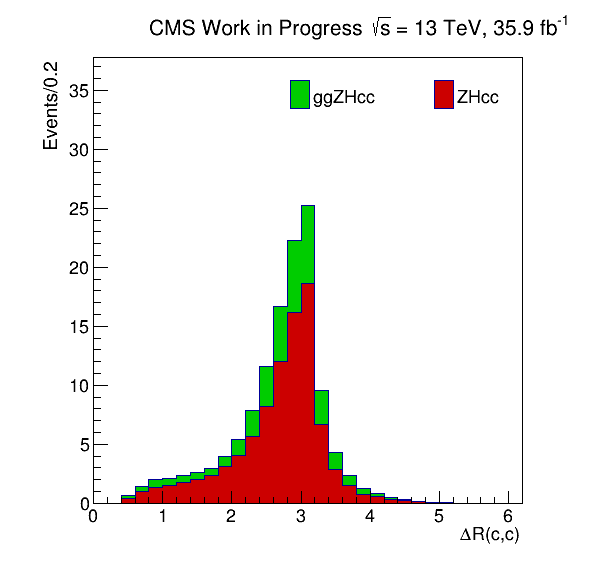 CMS Work in Progress √s = 13 TeV, 35.9 fb⁻¹
Events/0.2
ggZHcc
ZHcc
35
30
25
20
15
10
5
0
0 1 2 3 4 5 6
ΔR(c,c)